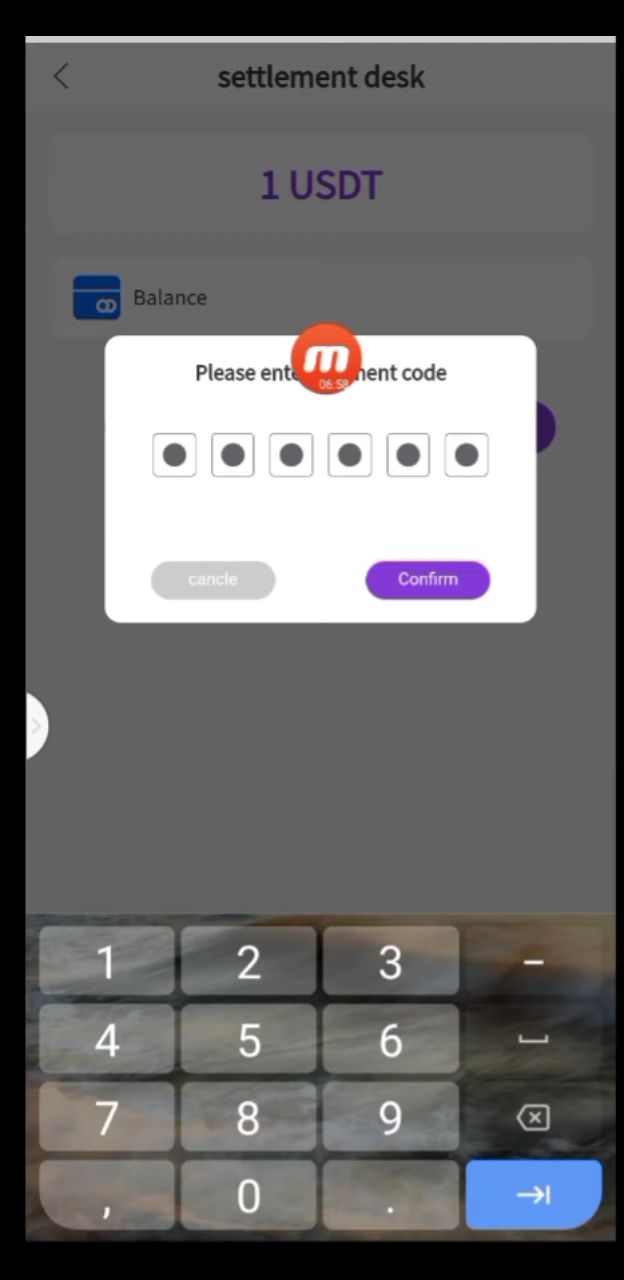 settlement desk
1 USDT
Balance
Please ente ment code
06:58
cancle
Confirm
1 2 3 -
4 5 6
7 8 9
, 0 .